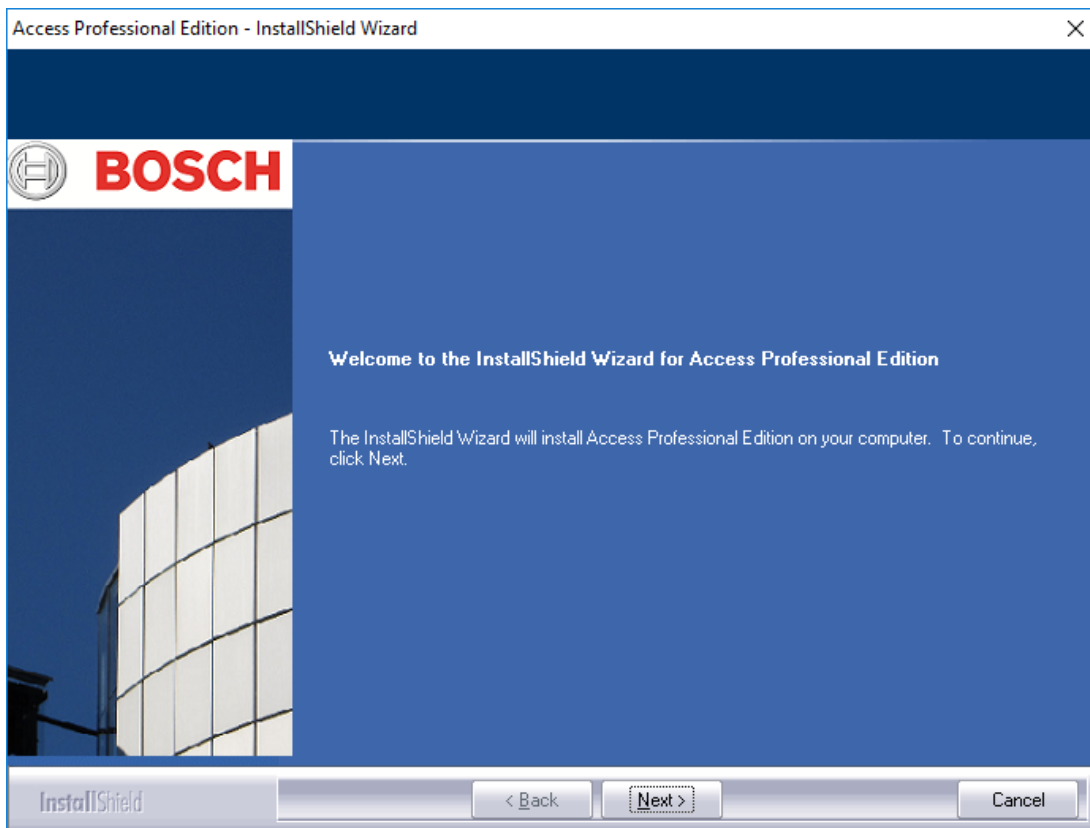 Access Professional Edition - InstallShield Wizard
BOSCH
Welcome to the InstallShield Wizard for Access Professional Edition
The InstallShield Wizard will install Access Professional Edition on your computer.  To continue,
click Next.
InstallShield
< Back
Next >
Cancel